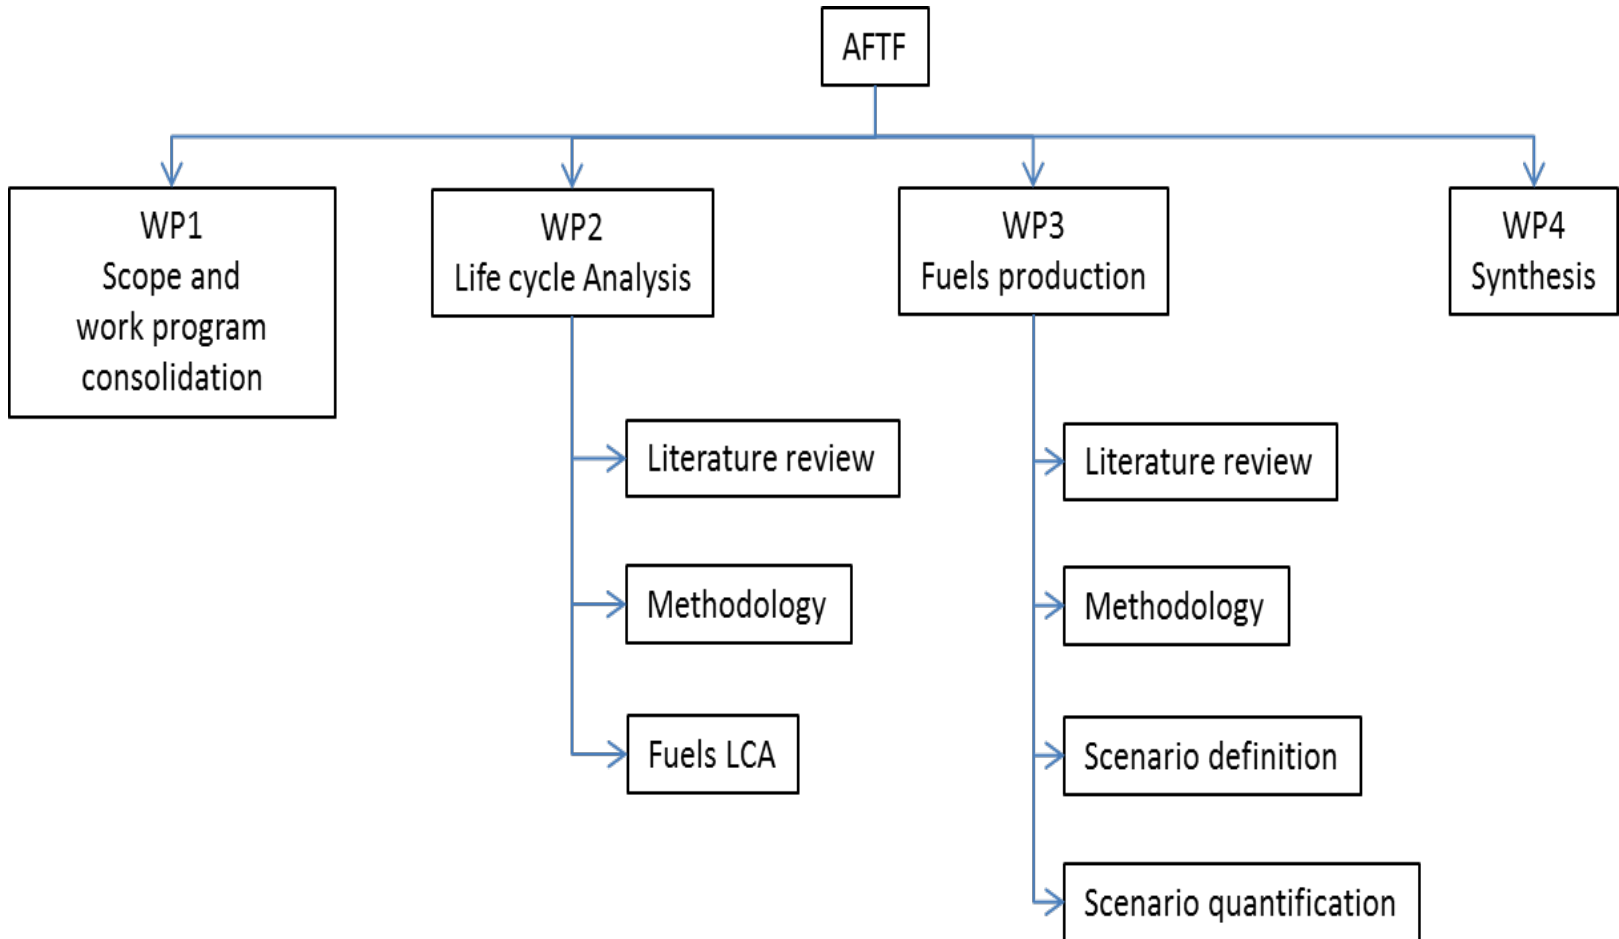 AFTF
WP1
Scope and
work program
consolidation
WP2
Life cycle Analysis
WP3
Fuels production
WP4
Synthesis
Literature review
Methodology
Fuels LCA
Literature review
Methodology
Scenario definition
Scenario quantification